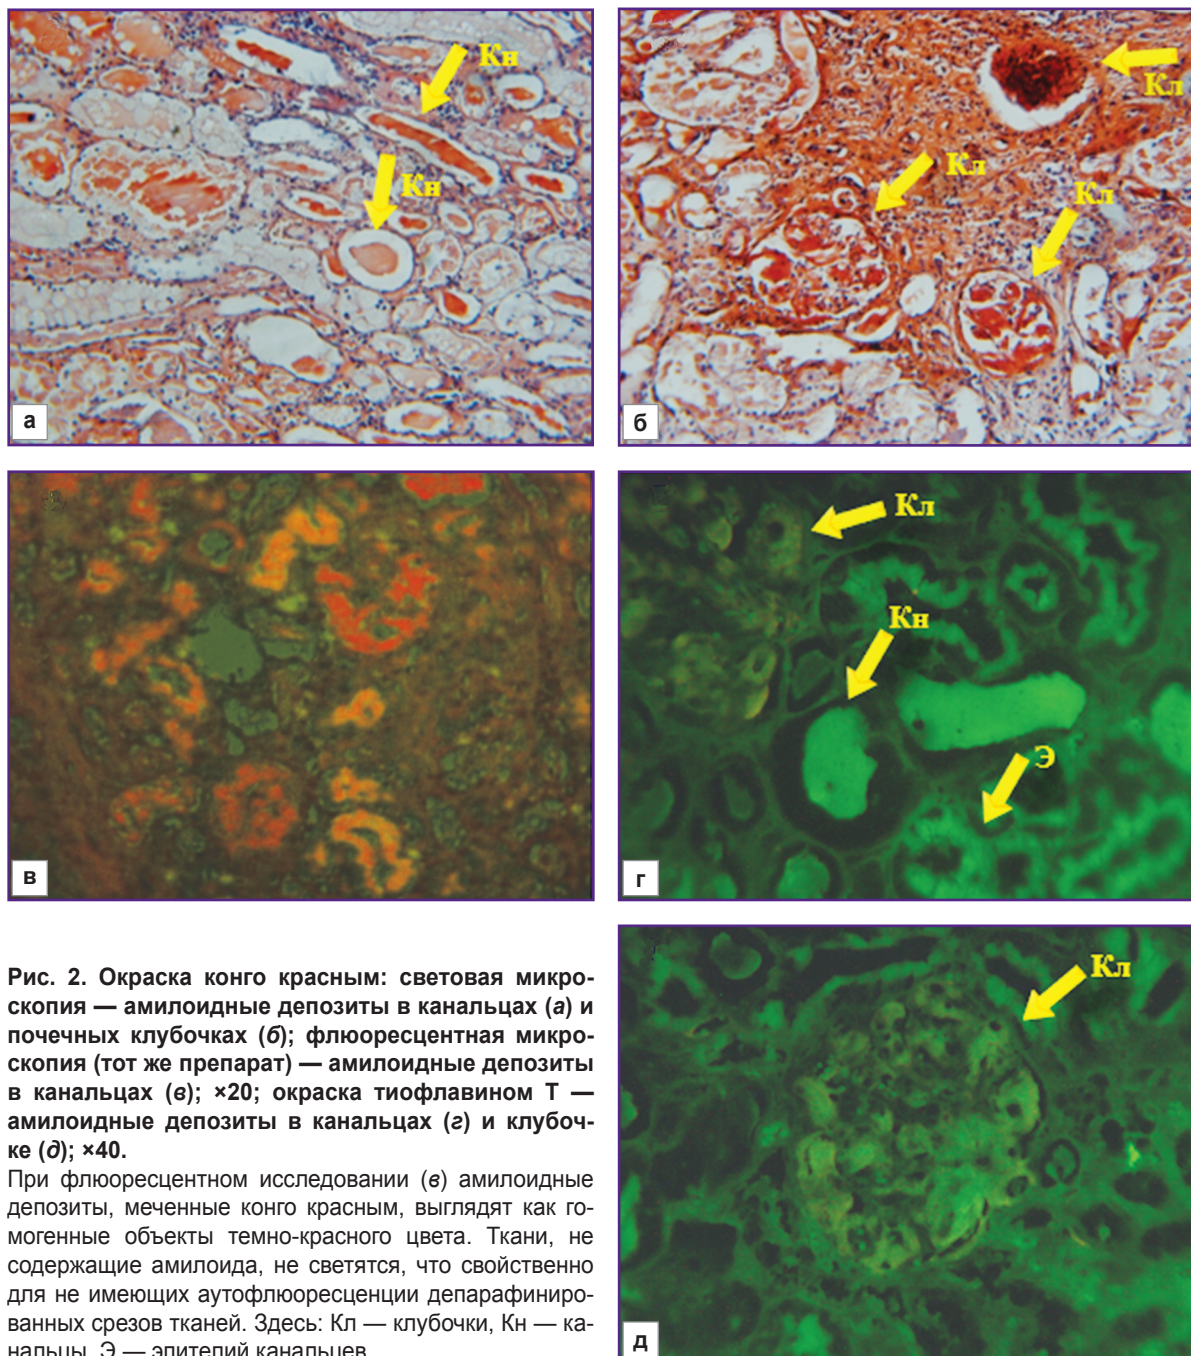 Кн
Кн
а
Кл
Кл
Кл
б
в
Кл
Кн
Э
г
Кл
д
Рис. 2. Окраска конго красным: световая микро-
скопия — амилоидные депозиты в канальцах (а) и
почечных клубочках (б); флюоресцентная микро-
скопия (тот же препарат) — амилоидные депозиты
в канальцах (в); ×20; окраска тиофлавином Т —
амилоидные депозиты в канальцах (г) и клубоч-
ке (д); ×40.
При флюоресцентном исследовании (в) амилоидные
депозиты, меченные конго красным, выглядят как го-
могенные объекты темно-красного цвета. Ткани, не
содержащие амилоида, не светятся, что свойственно
для не имеющих аутофлюоресценции депарафиниро-
ванных срезов тканей. Здесь: Кл — клубочки, Кн — ка-
нальцы, Э — эпителий канальцев